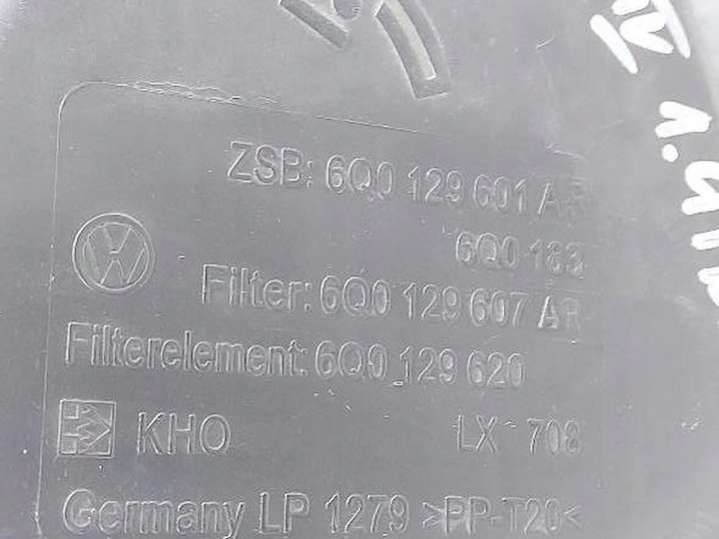 ZSB: 6Q0 129 601 AR
6Q0 183
Filter: 6Q0 129 607 AR
Filterelement: 6Q0 129 620
KHO LX 708
Germany LP 1279 >PP-T20<